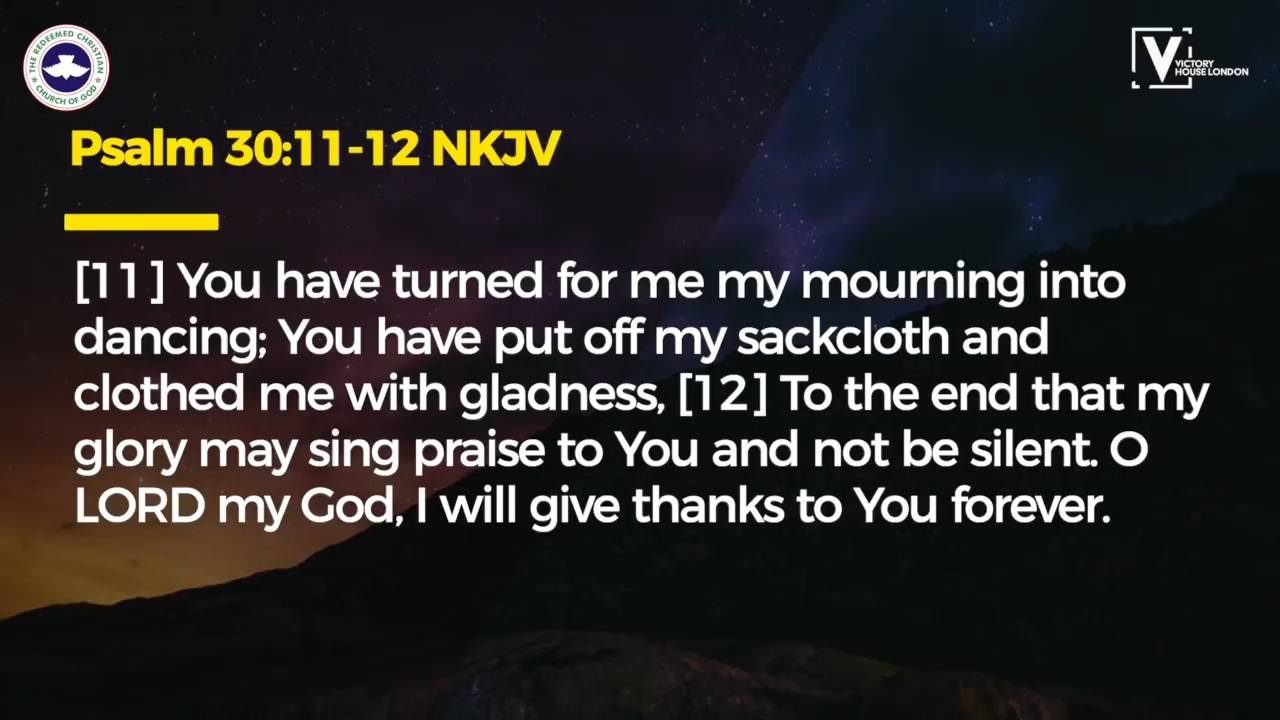 THE REDEEMED CHRISTIAN
CHURCH OF GOD
V
VICTORY
HOUSE LONDON
Psalm 30:11-12 NKJV
[11] You have turned for me my mourning into
dancing; You have put off my sackcloth and
clothed me with gladness, [12] To the end that my
glory may sing praise to You and not be silent. O
LORD my God, I will give thanks to You forever.